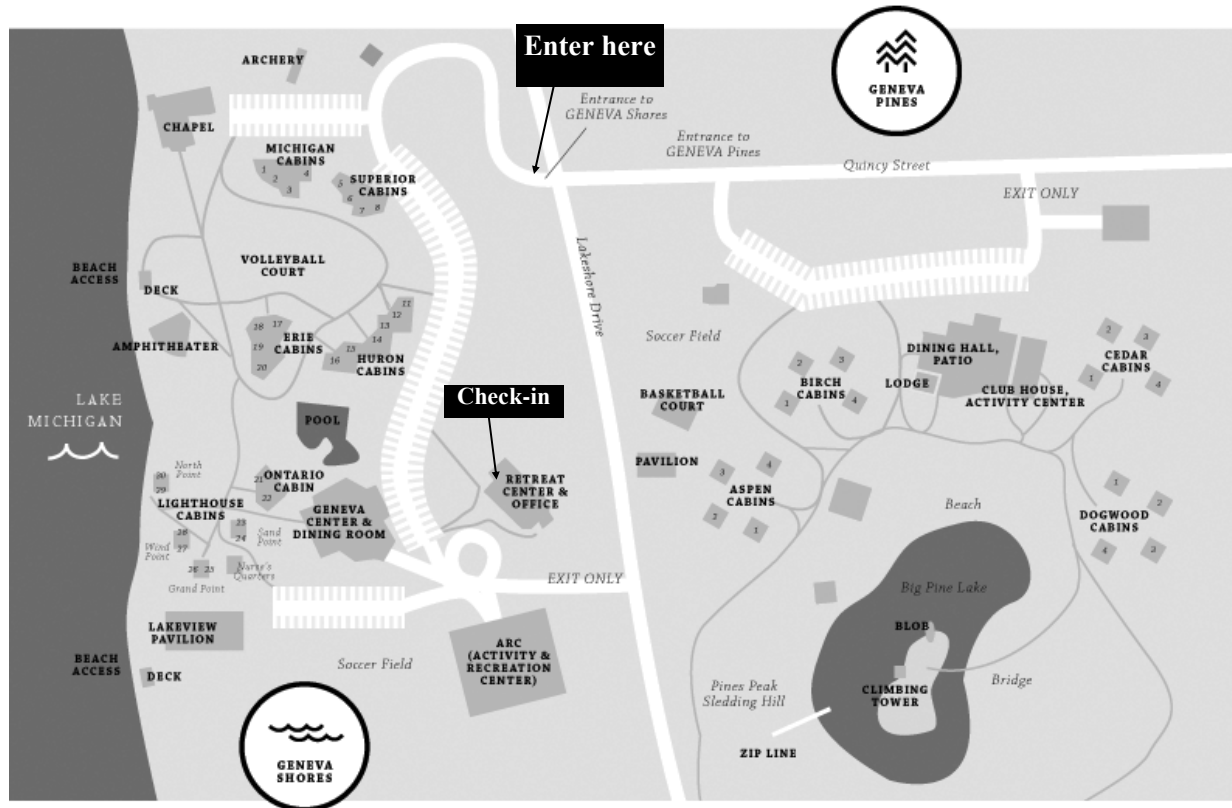 Enter here
ARCHERY
GENEVA
PINES
Entrance to
GENEVA Shores
CHAPEL
Entrance to
GENEVA Pines
MICHIGAN
CABINS
1
2
3
4
Quincy Street
SUPERIOR
CABINS
5
6
7
8
EXIT ONLY
VOLLEYBALL
COURT
BEACH
ACCESS
DECK
Lakeshore Drive
11
12
13
14
15
16
HURON
CABINS
18
17
19
20
ERIE
CABINS
AMPHITHEATER
Soccer Field
DINING HALL,
PATIO
2
3
1
4
CEDAR
CABINS
2
3
1
4
BIRCH
CABINS
LODGE
CLUB HOUSE,
ACTIVITY CENTER
LAKE
MICHIGAN
Check-in
BASKETBALL
COURT
POOL
PAVILION
North
Point
30
29
21
22
ONTARIO
CABIN
RETREAT
CENTER &
OFFICE
3
4
2
1
ASPEN
CABINS
LIGHTHOUSE
CABINS
GENEVA
CENTER &
DINING ROOM
1
2
4
3
DOGWOOD
CABINS
Beach
23
24
Sand
Point
28
27
Wind
Point
26
25
Nurse's
Quarters
Grand Point
EXIT ONLY
Big Pine Lake
LAKEVIEW
PAVILION
BLOB
ARC
(ACTIVITY &
RECREATION
CENTER)
BEACH
ACCESS
DECK
Soccer Field
Pines Peak
Sledding Hill
CLIMBING
TOWER
Bridge
ZIP LINE
GENEVA
SHORES